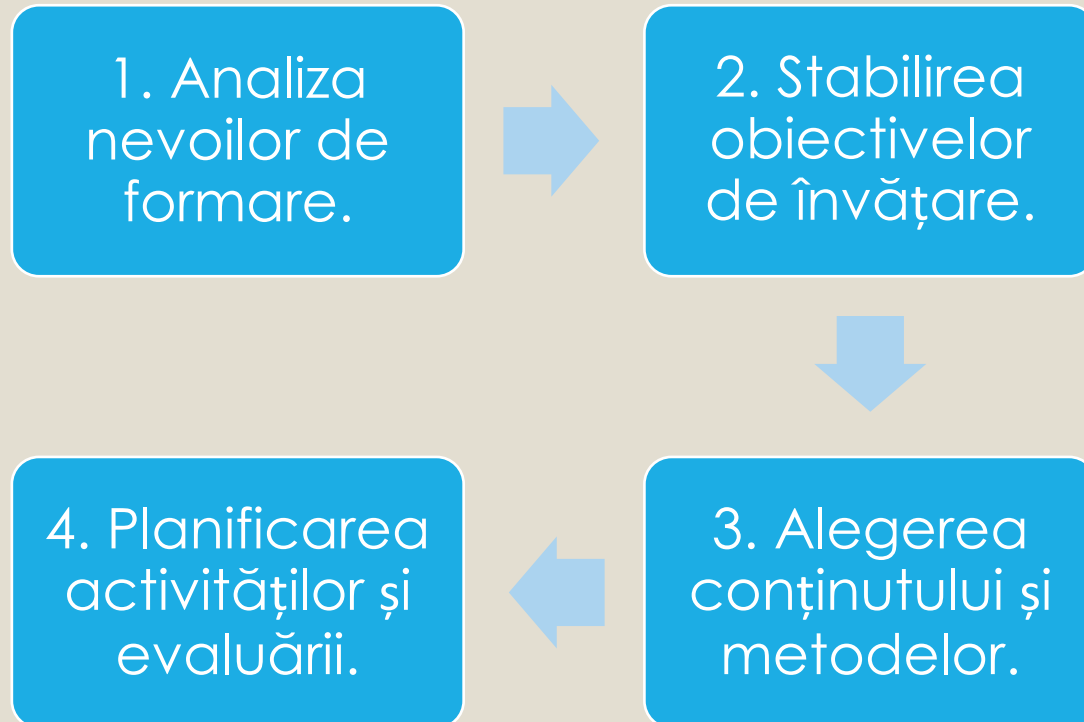 1. Analiza
nevoilor de
formare.
2. Stabilirea
obiectivelor
de învățare.
3. Alegerea
conținutului și
metodelor.
4. Planificarea
activităților și
evaluării.